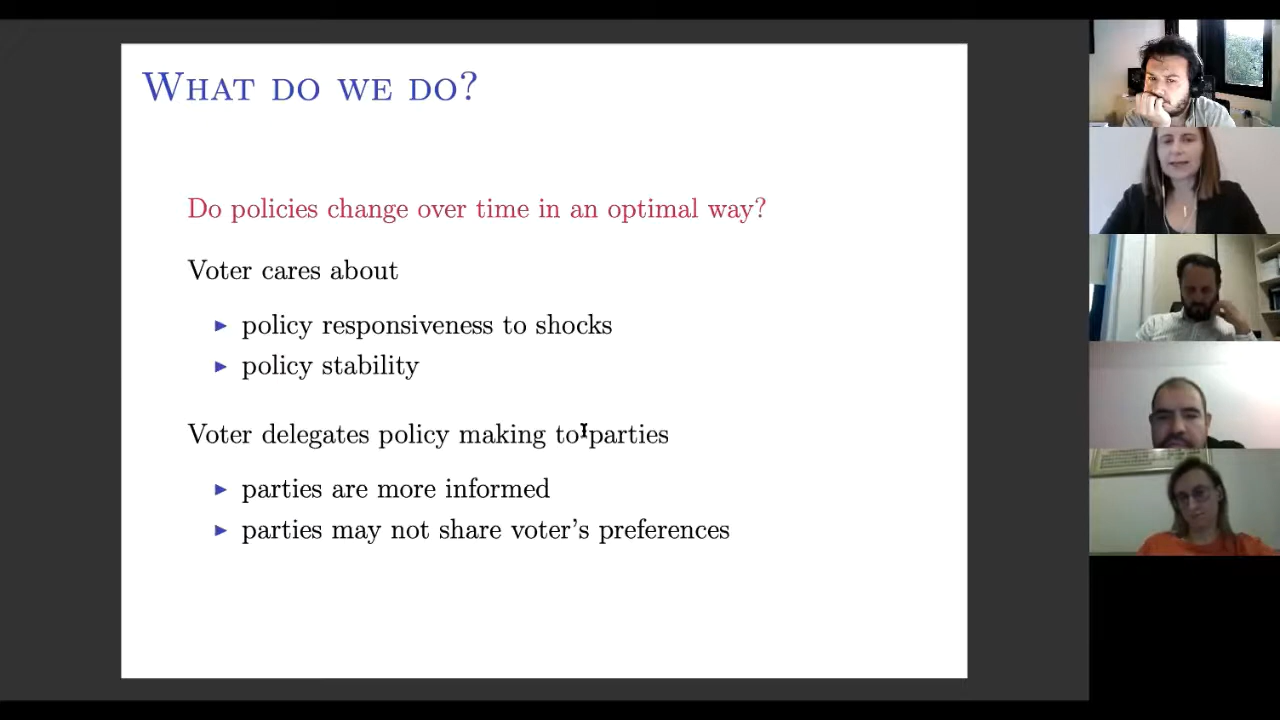 WHAT DO WE DO?
Do policies change over time in an optimal way?
Voter cares about
▶ policy responsiveness to shocks
▶ policy stability
Voter delegates policy making to parties
▶ parties are more informed
▶ parties may not share voter's preferences